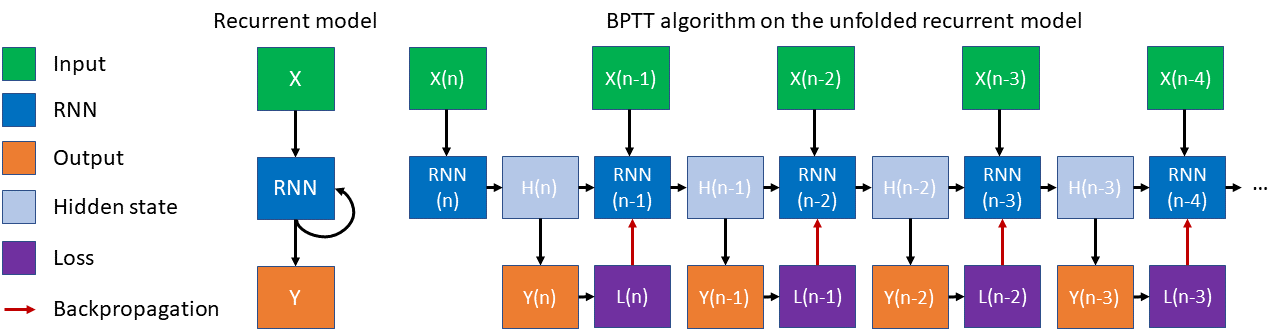 Recurrent model
BPTT algorithm on the unfolded recurrent model
Input
RNN
Output
Hidden state
Loss
Backpropagation
X
RNN
Y
X(n)
X(n-1)
X(n-2)
X(n-3)
X(n-4)
RNN
(n)
H(n)
RNN
(n-1)
H(n-1)
RNN
(n-2)
H(n-2)
RNN
(n-3)
H(n-3)
RNN
(n-4)
...
Y(n)
L(n)
Y(n-1)
L(n-1)
Y(n-2)
L(n-2)
Y(n-3)
L(n-3)